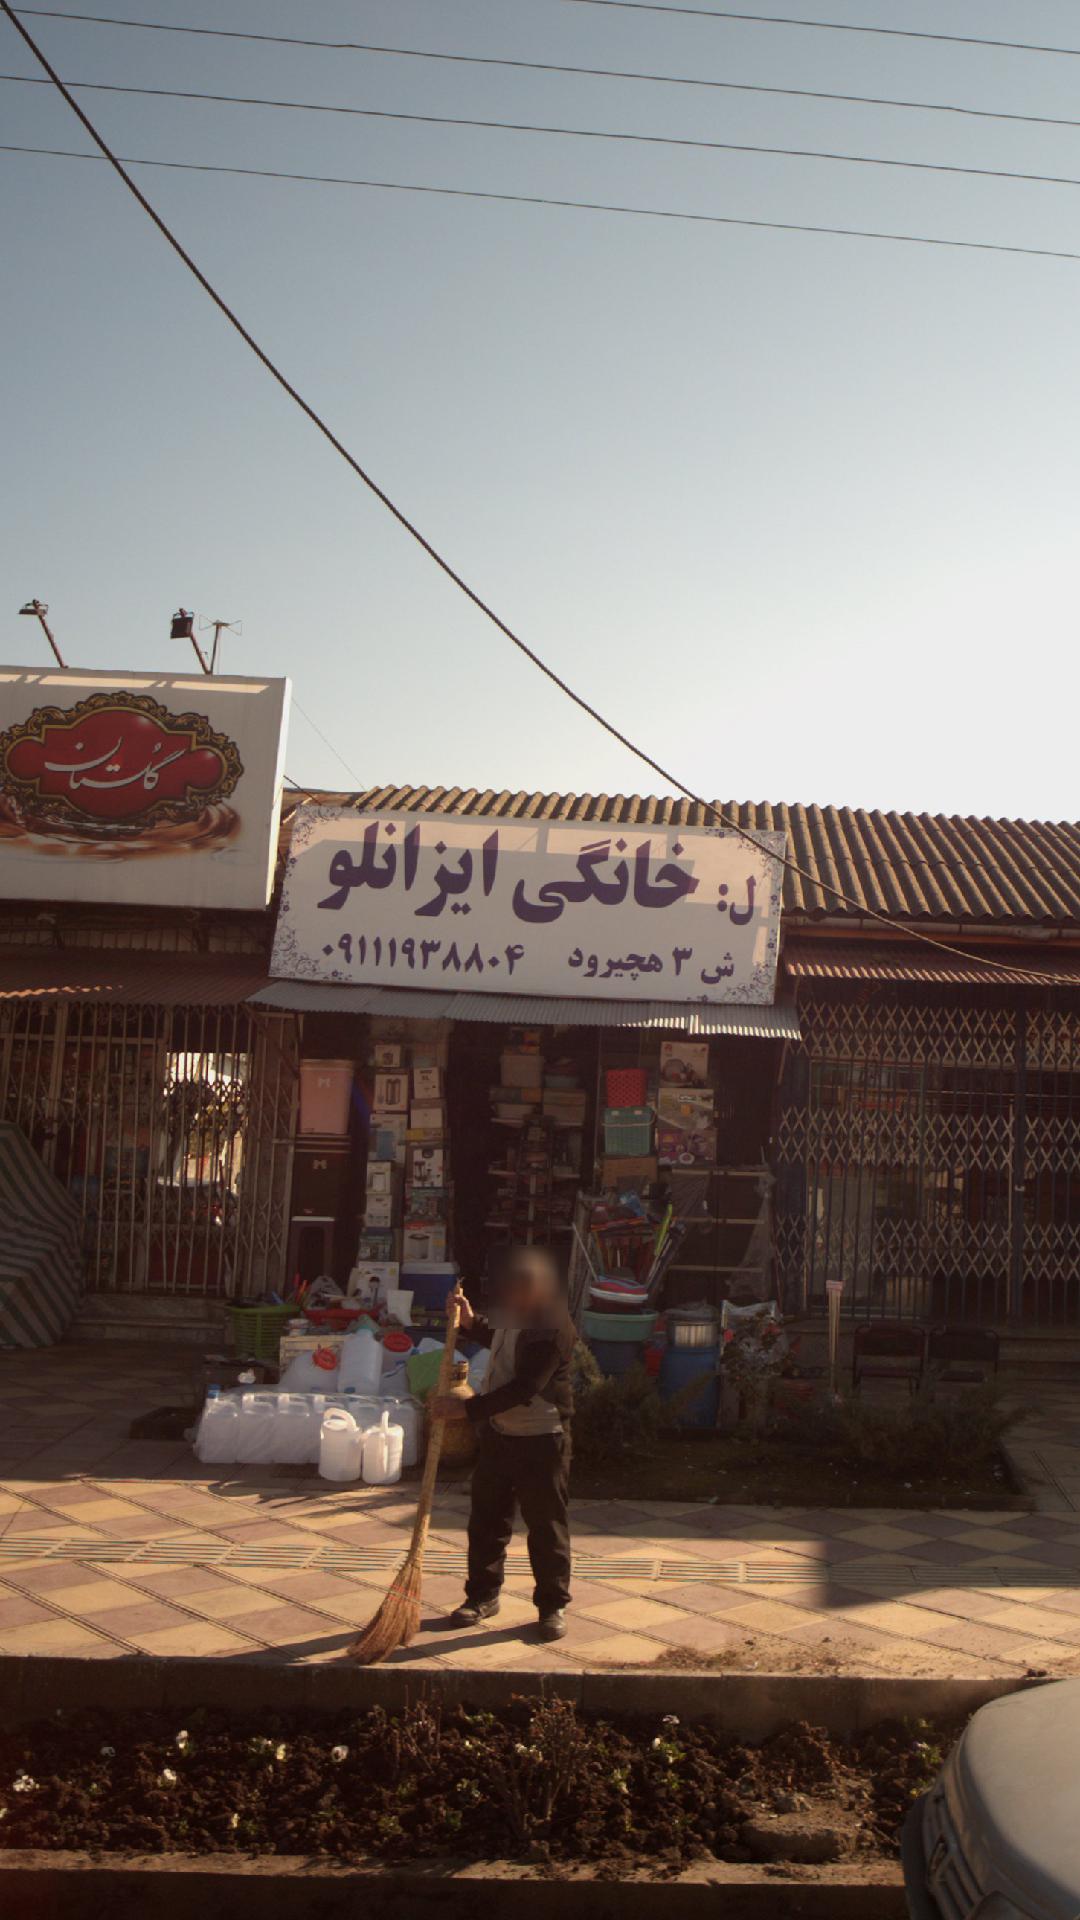 گلستان
ل: خانگی ایزانلو
ش ۳ هچیرود ۰۹۱۱۱۹۳۸۸۰۴